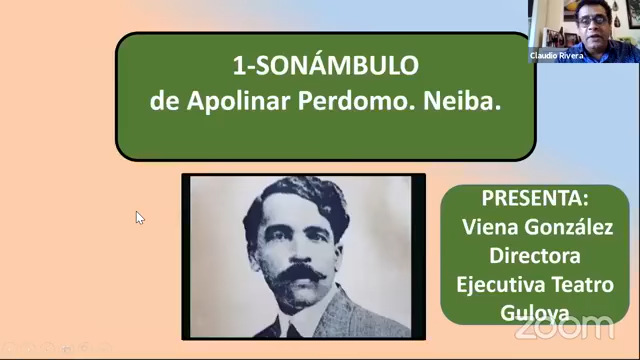 Claudio Rivera
1-SONÁMBULO
de Apolinar Perdomo. Neiba.
PRESENTA:
Viena González
Directora
Ejecutiva Teatro
Guloya
zoom